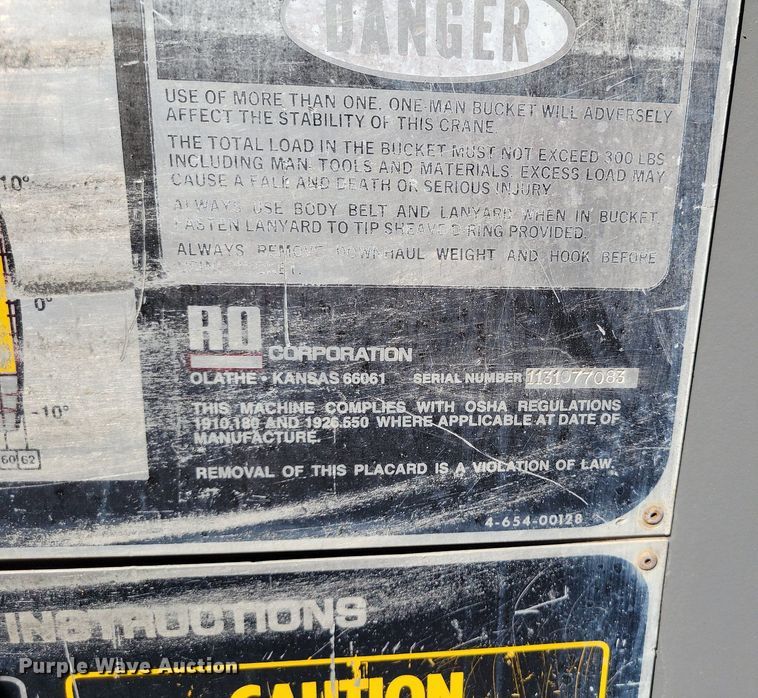 DANGER
USE OF MORE THAN ONE, ONE-MAN BUCKET WILL ADVERSELY
AFFECT THE STABILITY OF THIS CRANE.
THE TOTAL LOAD IN THE BUCKET MUST NOT EXCEED 300 LBS
INCLUDING MAN, TOOLS AND MATERIALS. EXCESS LOAD MAY
CAUSE A FALL AND DEATH OR SERIOUS INJURY
ALWAYS USE BODY BELT AND LANYARD WHEN IN BUCKET.
FASTEN LANYARD TO TIP SHEAVE D-RING PROVIDED.
ALWAYS REMOVE DOWNHAUL WEIGHT AND HOOK BEFORE
10°
0°
-10°
60 62
RO
CORPORATION
OLATHE • KANSAS 66061 SERIAL NUMBER 1131J77083
THIS MACHINE COMPLIES WITH OSHA REGULATIONS
1910.180 AND 1926.550 WHERE APPLICABLE AT DATE OF
MANUFACTURE.
REMOVAL OF THIS PLACARD IS A VIOLATION OF LAW.
4-654-00128
INSTRUCTIONS
CAUTION
Purple Wave Auction